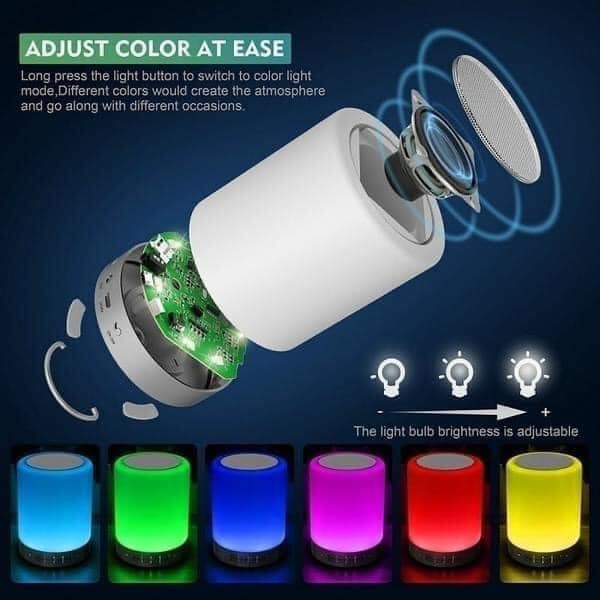 ADJUST COLOR AT EASE
Long press the light button to switch to color light
mode,Different colors would create the atmosphere
and go along with different occasions.
- +
The light bulb brightness is adjustable